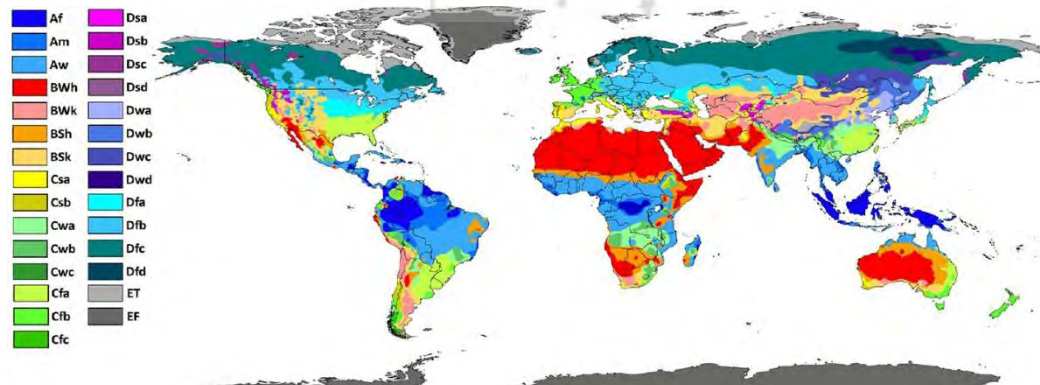 Af
Am
Aw
BWh
BWk
BSh
BSk
Csa
Csb
Cwa
Cwb
Cwc
Cfa
Cfb
Cfc
Dsa
Dsb
Dsc
Dsd
Dwa
Dwb
Dwc
Dwd
Dfa
Dfb
Dfc
Dfd
ET
EF